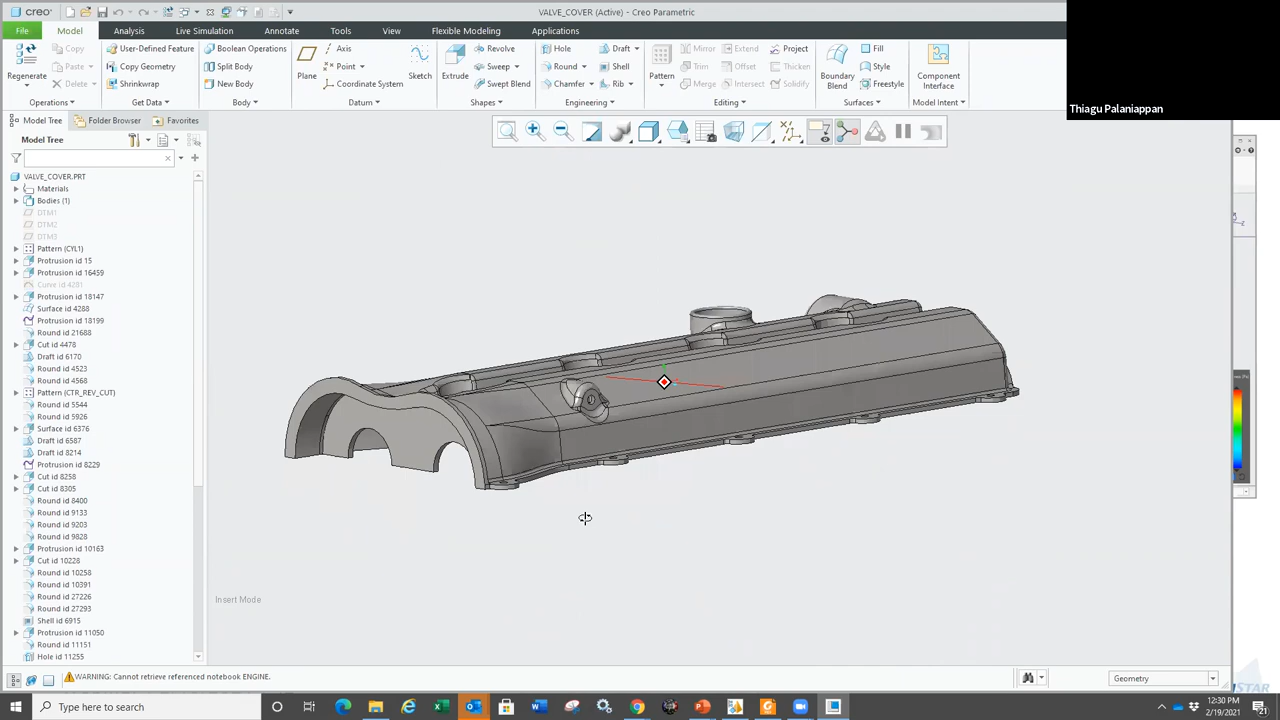 creo
VALVE_COVER (Active) - Creo Parametric
File Model Analysis Live Simulation Annotate Tools View Flexible Modeling Applications
Regenerate
Copy
Paste
Delete
Operations
User-Defined Feature
Copy Geometry
Shrinkwrap
Get Data
Boolean Operations
Split Body
New Body
Body
Plane
Axis
Point
Coordinate System
Sketch
Datum
Extrude
Revolve
Sweep
Swept Blend
Shapes
Hole
Round
Chamfer
Draft
Shell
Rib
Engineering
Pattern
Mirror
Trim
Merge
Extend
Offset
Intersect
Project
Thicken
Solidify
Editing
Boundary
Blend
Fill
Style
Freestyle
Surfaces
Component
Interface
Model Intent
Thiagu Palaniappan
Model Tree Folder Browser Favorites
Model Tree
VALVE_COVER.PRT
Materials
Bodies (1)
DTM1
DTM2
DTM3
Pattern (CYL1)
Protrusion id 15
Protrusion id 16459
Curve id 4281
Protrusion id 18147
Surface id 4288
Protrusion id 18199
Round id 21688
Cut id 4478
Draft id 6170
Round id 4523
Round id 4568
Pattern (CTR_REV_CUT)
Round id 5544
Round id 5926
Surface id 6376
Draft id 6587
Draft id 8214
Protrusion id 8229
Cut id 8258
Cut id 8305
Round id 8400
Round id 9133
Round id 9203
Round id 9828
Protrusion id 10163
Cut id 10228
Round id 10258
Round id 10391
Round id 27226
Round id 27293
Shell id 6915
Protrusion id 11050
Round id 11151
Hole id 11255
Insert Mode
WARNING: Cannot retrieve referenced notebook ENGINE.
Geometry
Type here to search
12:30 PM
2/19/2021
21